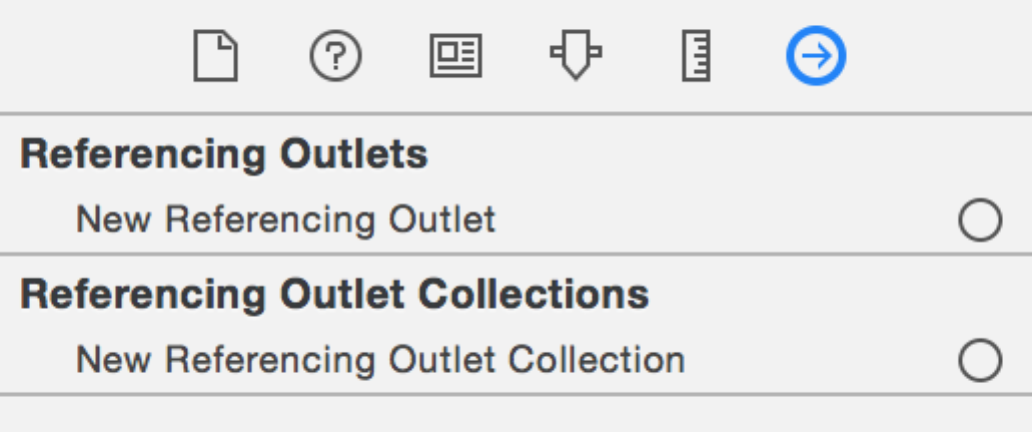 Referencing Outlets
New Referencing Outlet
Referencing Outlet Collections
New Referencing Outlet Collection